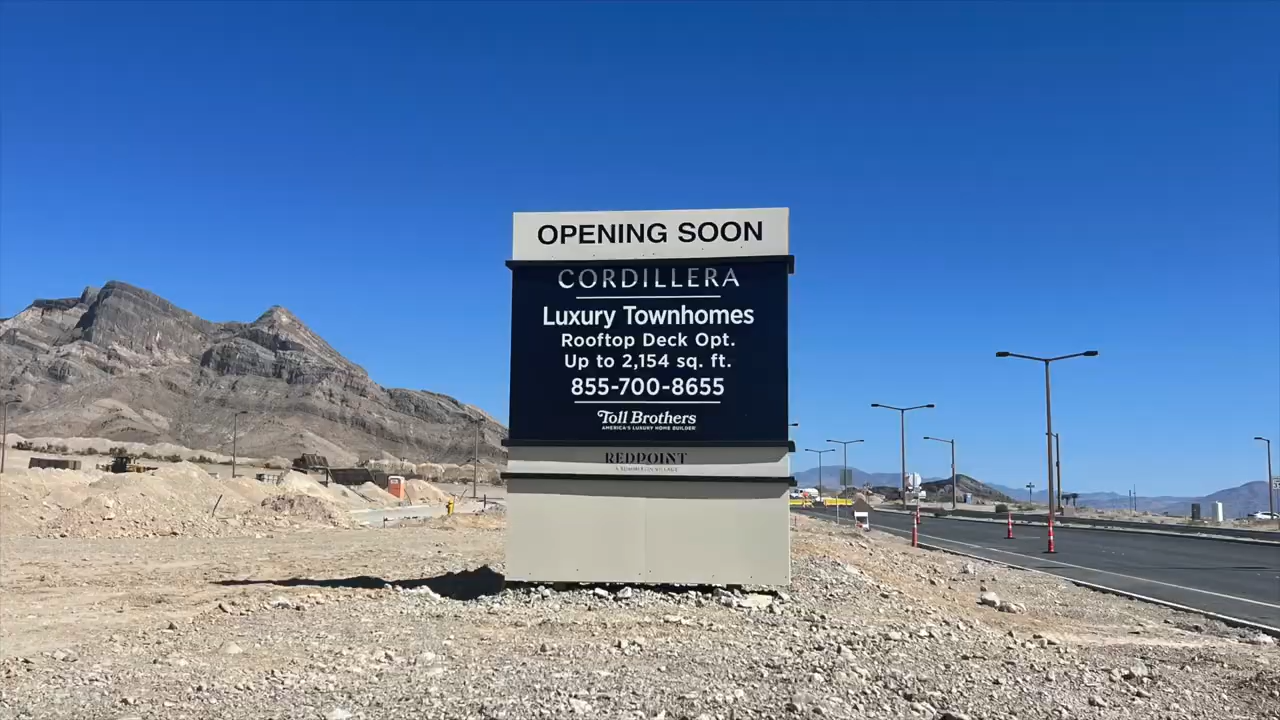 OPENING SOON
CORDILLERA
Luxury Townhomes
Rooftop Deck Opt.
Up to 2,154 sq. ft.
855-700-8655
Toll Brothers
AMERICA'S LUXURY HOME BUILDER
REDPOINT
A SUMMERLIN VILLAGE